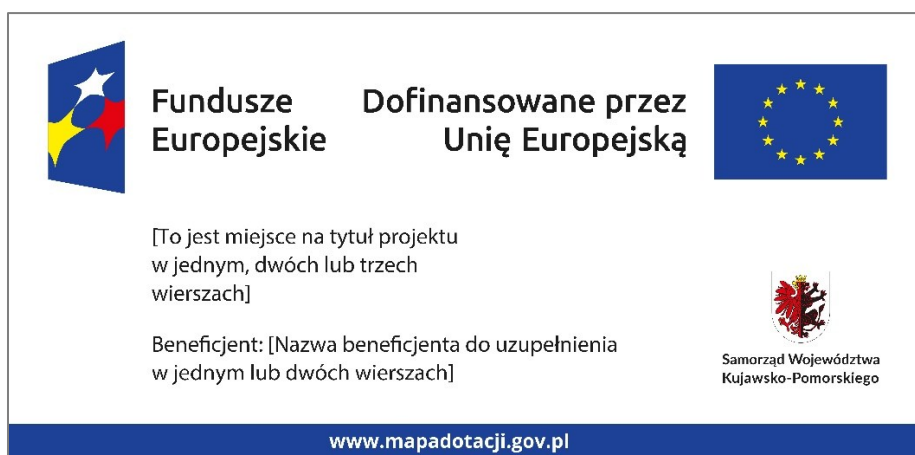 Fundusze
Europejskie
Dofinansowane przez
Unię Europejską
[To jest miejsce na tytuł projektu
w jednym, dwóch lub trzech
wierszach]
Beneficjent: [Nazwa beneficjenta do uzupełnienia
w jednym lub dwóch wierszach]
Samorząd Województwa
Kujawsko-Pomorskiego
www.mapadotacji.gov.pl